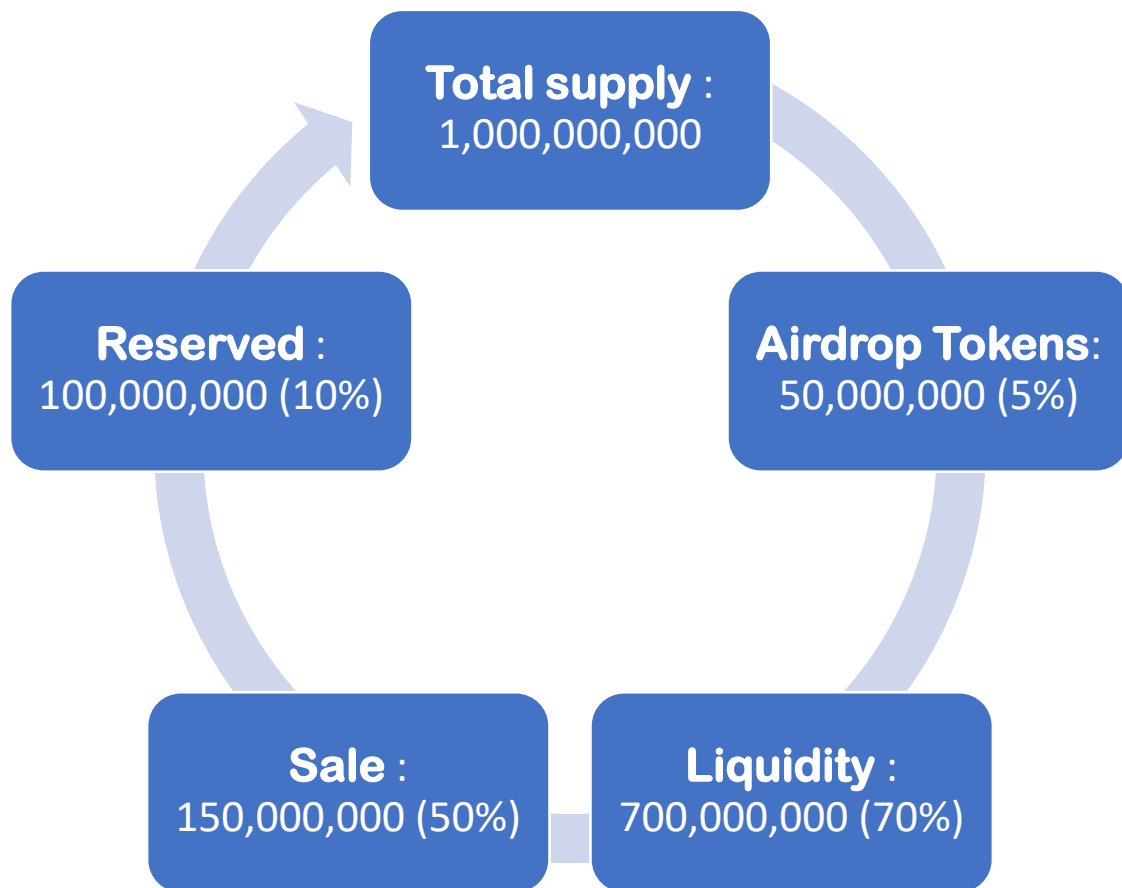 Total supply :
1,000,000,000
Airdrop Tokens:
50,000,000 (5%)
Liquidity :
700,000,000 (70%)
Sale :
150,000,000 (50%)
Reserved :
100,000,000 (10%)